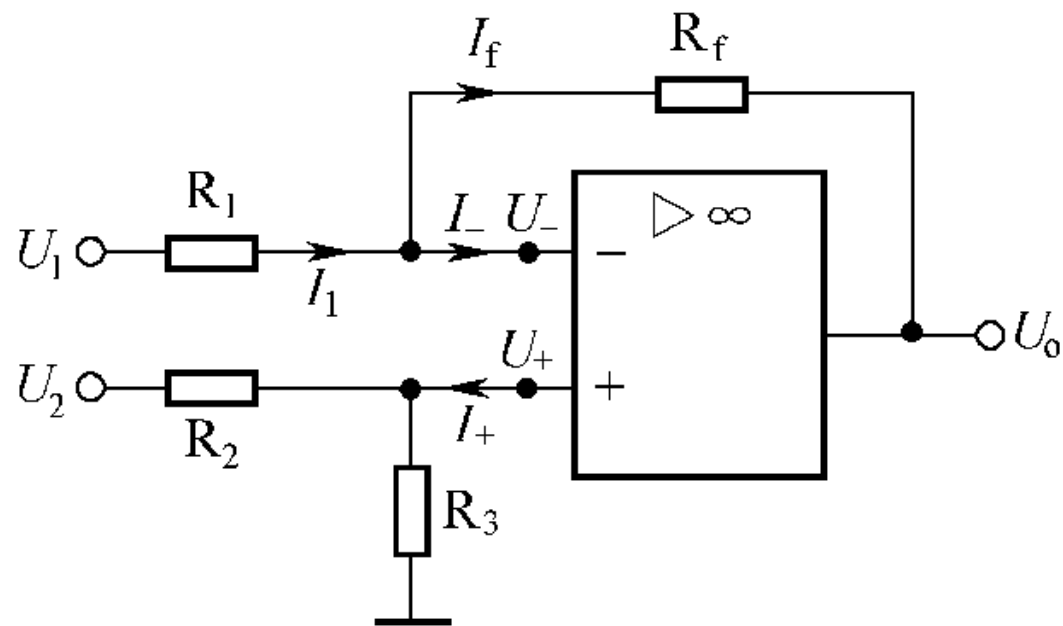 I_f R_f
R_1
U_1
I_1
I_- U_-
▷ ∞
−
U_o
U_2
R_2
U_+
I_+
+
R_3